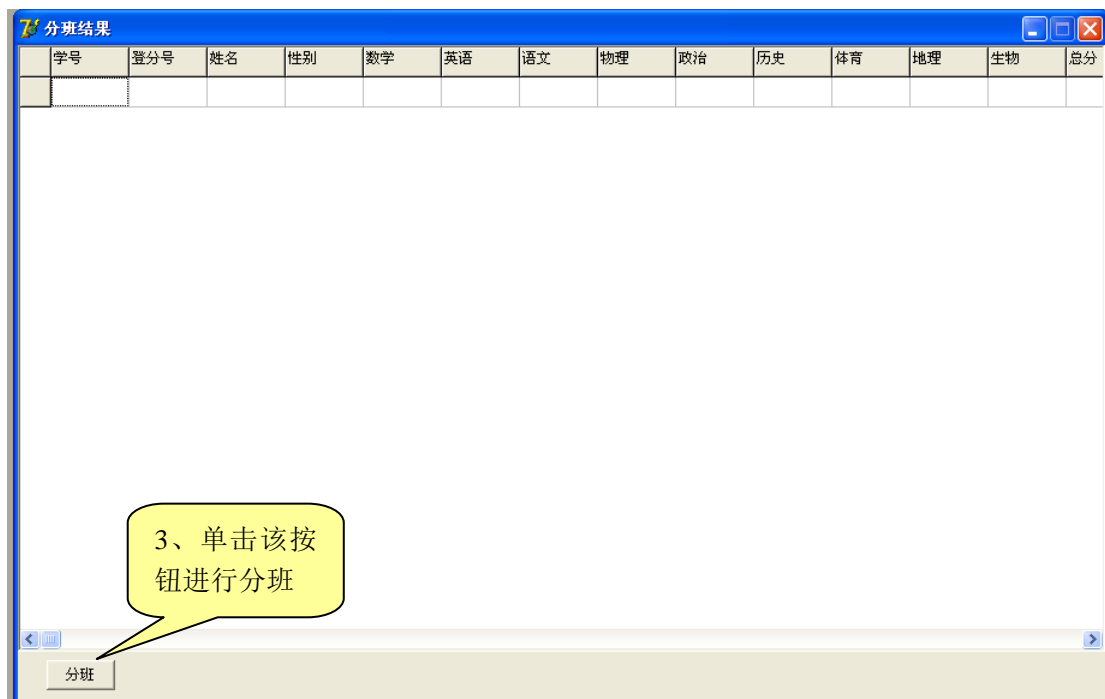 分班结果
学号 登分号 姓名 性别 数学 英语 语文 物理 政治 历史 体育 地理 生物 总分
3、单击该按
钮进行分班
分班